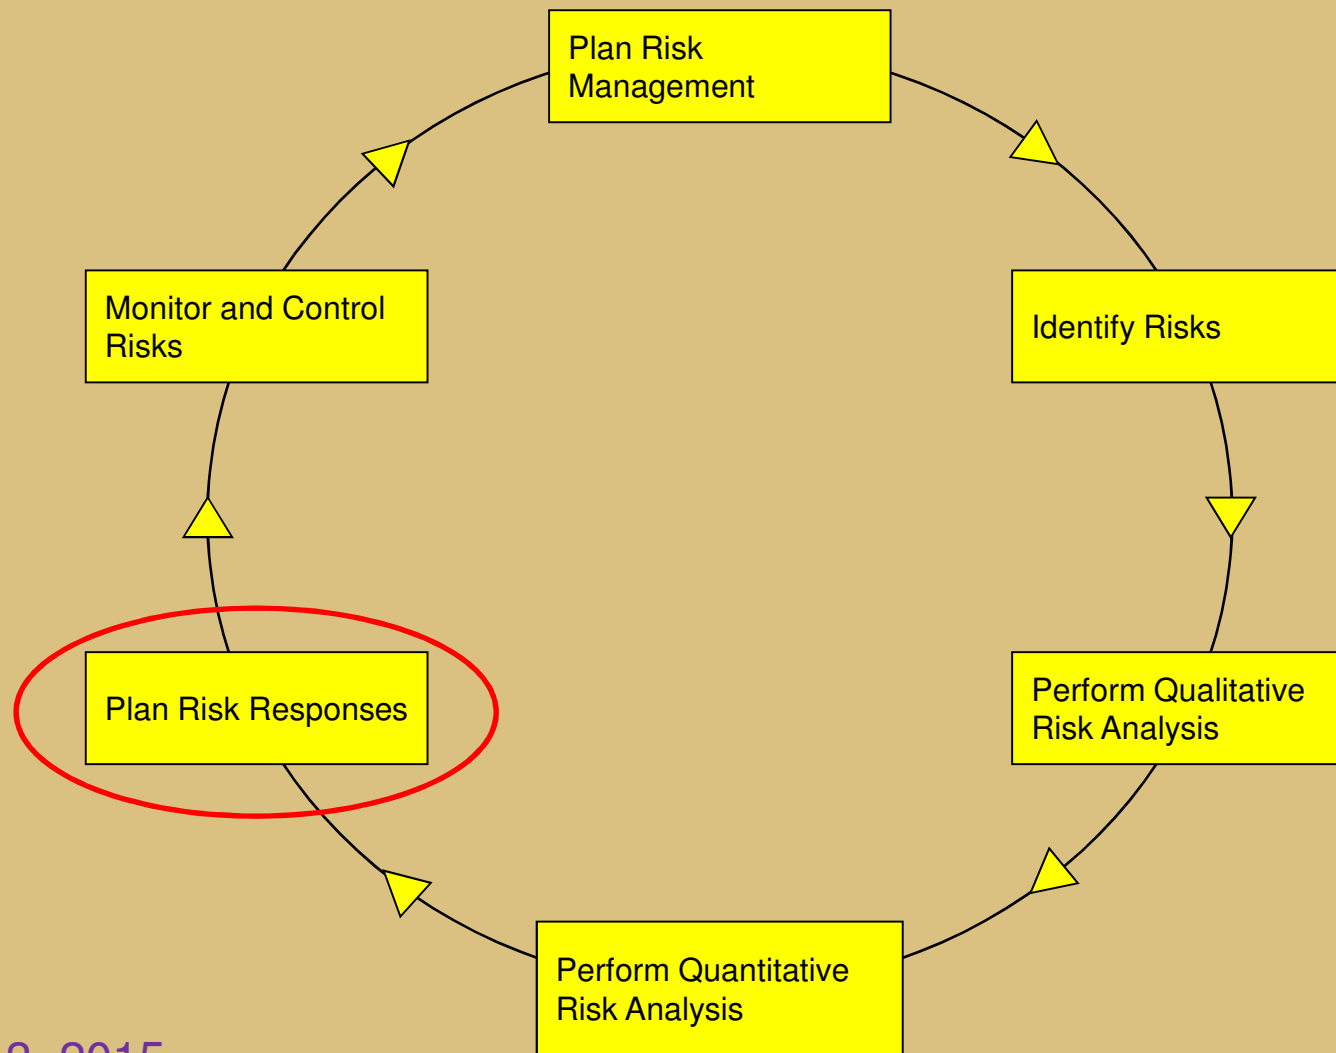 Plan Risk
Management
Monitor and Control
Risks
Identify Risks
Plan Risk Responses
Perform Qualitative
Risk Analysis
Perform Quantitative
Risk Analysis
2015